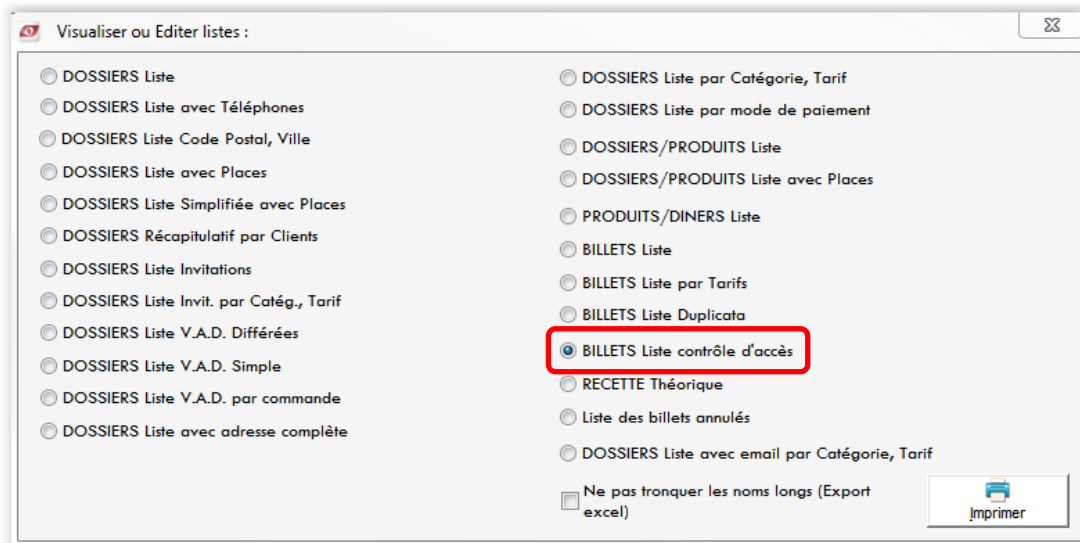 Visualiser ou Editer listes :
DOSSIERS Liste
DOSSIERS Liste avec Téléphones
DOSSIERS Liste Code Postal, Ville
DOSSIERS Liste avec Places
DOSSIERS Liste Simplifiée avec Places
DOSSIERS Récapitulatif par Clients
DOSSIERS Liste Invitations
DOSSIERS Liste Invit. par Catég., Tarif
DOSSIERS Liste V.A.D. Différées
DOSSIERS Liste V.A.D. Simple
DOSSIERS Liste V.A.D. par commande
DOSSIERS Liste avec adresse complète
DOSSIERS Liste par Catégorie, Tarif
DOSSIERS Liste par mode de paiement
DOSSIERS/PRODUITS Liste
DOSSIERS/PRODUITS Liste avec Places
PRODUITS/DINERS Liste
BILLETS Liste
BILLETS Liste par Tarifs
BILLETS Liste Duplicata
BILLETS Liste contrôle d'accès
RECETTE Théorique
Liste des billets annulés
DOSSIERS Liste avec email par Catégorie, Tarif
Ne pas tronquer les noms longs (Export
excel)
Imprimer